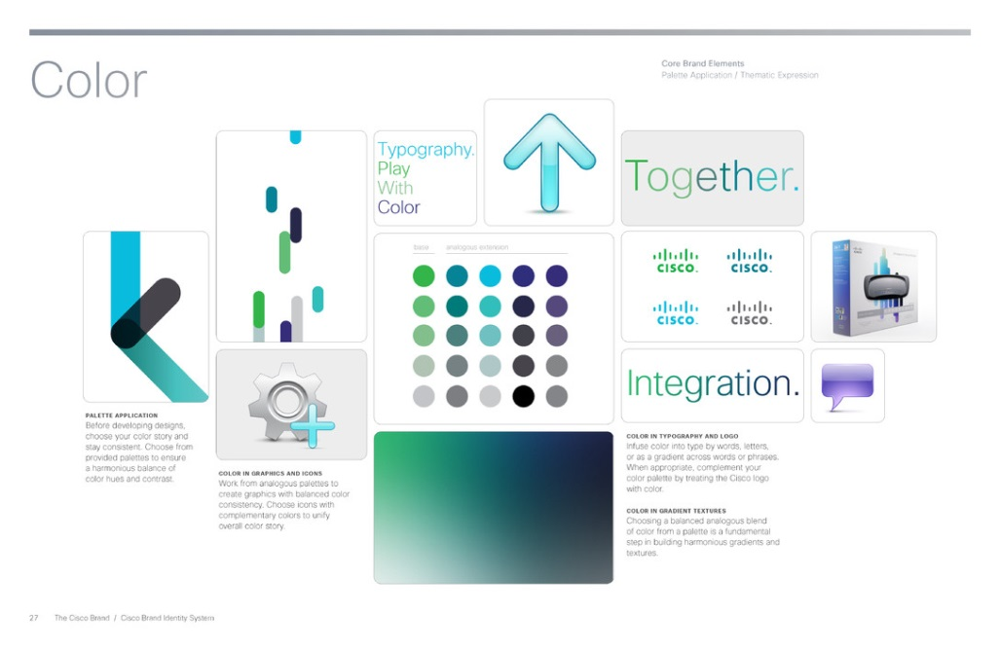 Color
Core Brand Elements
Palette Application / Thematic Expression
Typography.
Play
With
Color
Together.
base
analogous extension
CISCO.
CISCO.
CISCO.
CISCO.
Integration.
PALETTE APPLICATION
Before developing designs,
choose your color story and
stay consistent. Choose from
provided palettes to ensure
a harmonious balance of
color hues and contrast.
COLOR IN GRAPHICS AND ICONS
Work from analogous palettes to
create graphics with balanced color
consistency. Choose icons with
complementary colors to unify
overall color story.
COLOR IN TYPOGRAPHY AND LOGO
Infuse color into type by words, letters,
or as a gradient across words or phrases.
When appropriate, complement your
color palette by treating the Cisco logo
with color.
COLOR IN GRADIENT TEXTURES
Choosing a balanced analogous blend
of color from a palette is a fundamental
step in building harmonious gradients and
textures.
27 The Cisco Brand / Cisco Brand Identity System